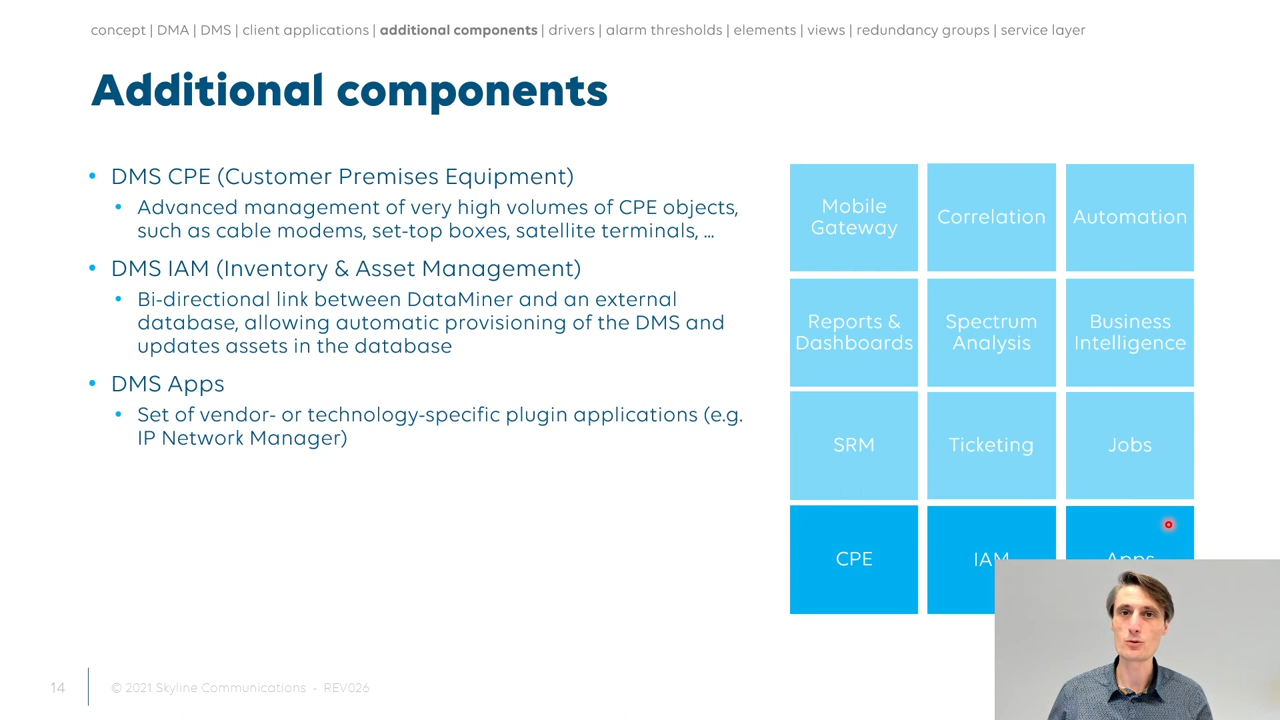 concept | DMA | DMS | client applications | additional components | drivers | alarm thresholds | elements | views | redundancy groups | service layer
Additional components
• DMS CPE (Customer Premises Equipment)
• Advanced management of very high volumes of CPE objects,
such as cable modems, set-top boxes, satellite terminals, ...
• DMS IAM (Inventory & Asset Management)
• Bi-directional link between DataMiner and an external
database, allowing automatic provisioning of the DMS and
updates assets in the database
• DMS Apps
• Set of vendor- or technology-specific plugin applications (e.g.
IP Network Manager)
Mobile
Gateway
Correlation
Automation
Reports &
Dashboards
Spectrum
Analysis
Business
Intelligence
SRM
Ticketing
Jobs
CPE
IAM
Apps
14
© 2021 Skyline Communications - REV026